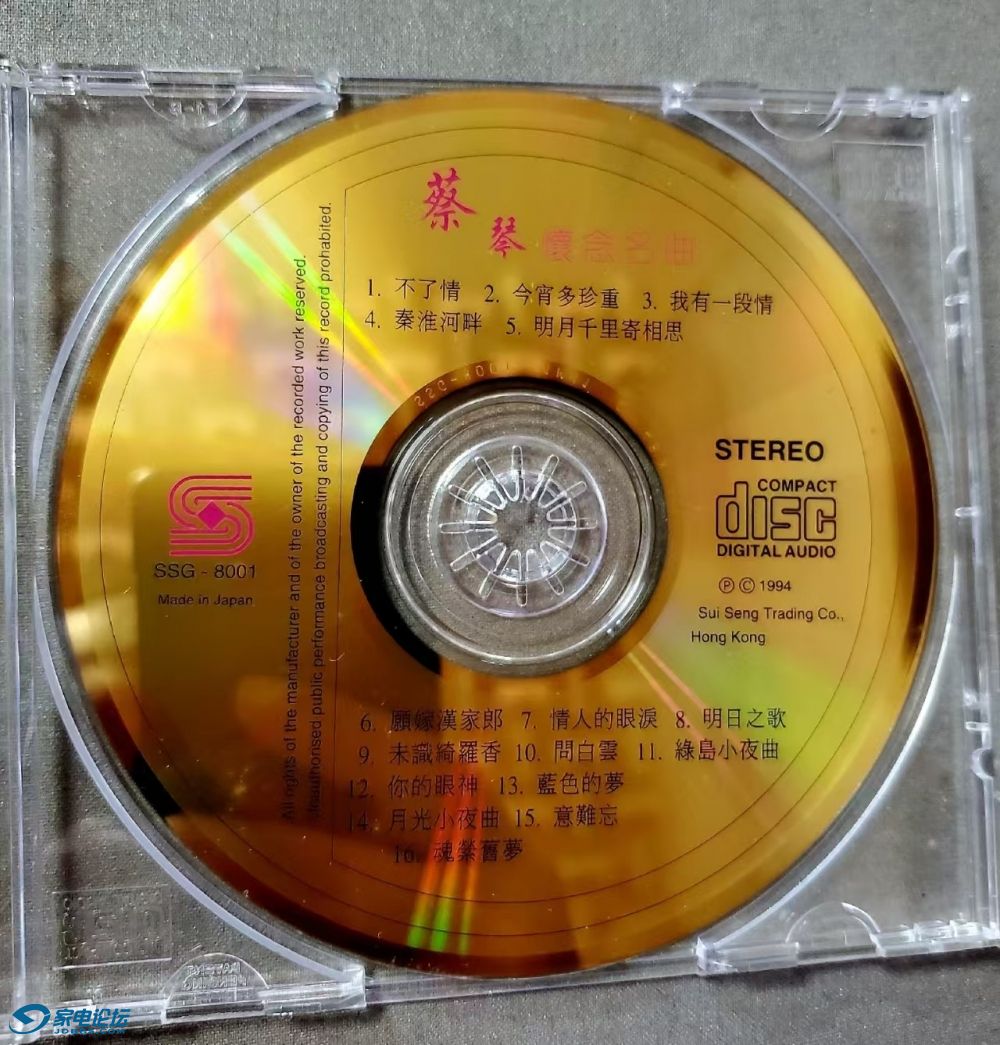 蔡琴 懷念名曲
1. 不了情 2. 今宵多珍重 3. 我有一段情
4. 秦淮河畔 5. 明月千里寄相思
All rights of the manufacturer and of the owner of the recorded work reserved.
Unauthonsed public performance broadcasting and copying of this record prohabited.
SSG - 8001
Made in Japan
STEREO
COMPACT
disc
DIGITAL AUDIO
Ⓟ Ⓒ 1994
Sui Seng Trading Co.,
Hong Kong
6. 願嫁漢家郎 7. 情人的眼淚 8. 明日之歌
9. 未識綺羅香 10. 問白雲 11. 綠島小夜曲
12. 你的眼神 13. 藍色的夢
14. 月光小夜曲 15. 意難忘
16. 魂縈舊夢
家电论坛